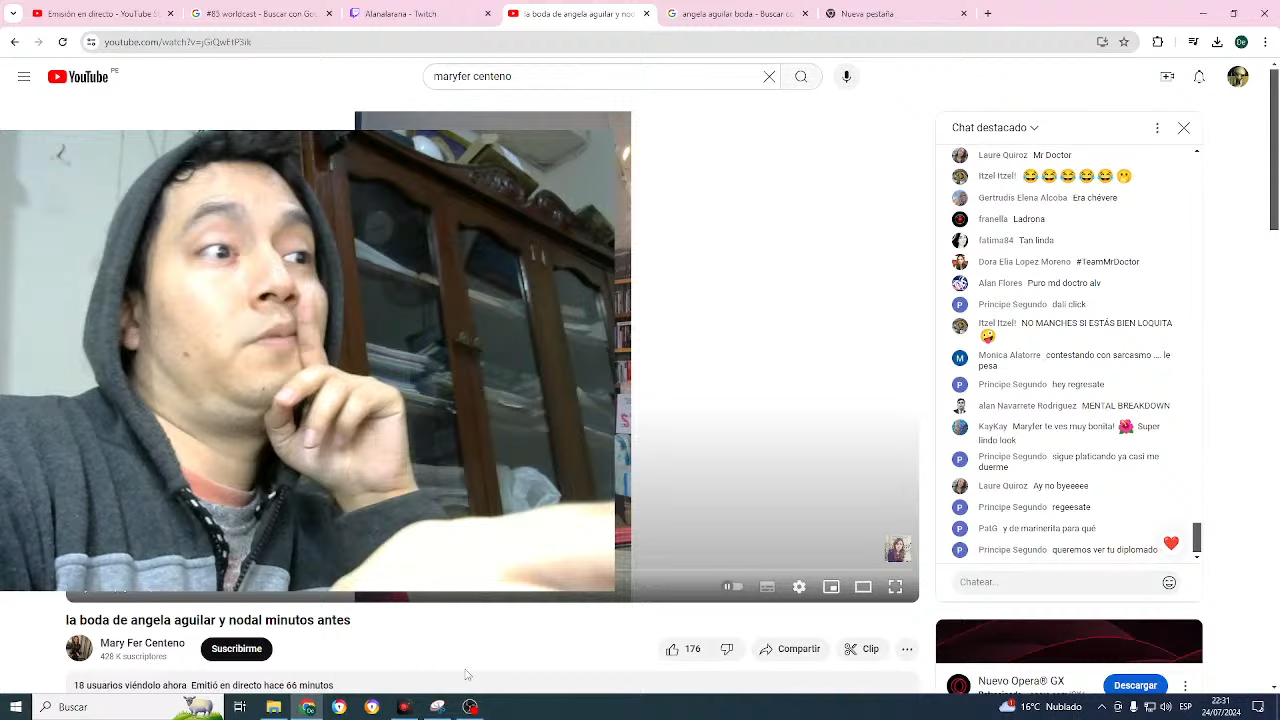 Emisión en directo - YouTube S
#85 worldcast - Buscar con Go
Alanalarana - Twitch
la boda de angela aguilar y no
angela aguilar boda - Buscar co
Nueva pestaña
youtube.com/watch?v=jGiQwEtPSik
YouTube PE
maryfer centeno
Chat destacado
Laure Quiroz Mr Doctor
Itzel Itzel! 😂😂😂😂😂🤭
Gertrudis Elena Alcoba Era chévere
franella Ladrona
fatima84 Tan linda
Dora Elia Lopez Moreno #TeamMrDoctor
Alan Flores Puro md doctro alv
Principe Segundo dali click
Itzel Itzel! NO MANCHES SI ESTÁS BIEN LOQUITA
🤪
Monica Alatorre contestando con sarcasmo .... le
pesa
Principe Segundo hey regresate
alan Navarrete Rodriguez MENTAL BREAKDOWN
KayKay Maryfer te ves muy bonita! 🌺 Super
lindo look
Principe Segundo sigue platicando ya casi me
duerme
Laure Quiroz Ay no byeeeee
Principe Segundo regeesate
PatG y de marinerita para qué
Principe Segundo queremos ver tu diplomado
Chatear...
la boda de angela aguilar y nodal minutos antes
Mary Fer Centeno
428 K suscriptores
Suscribirme
176
Compartir
Clip
18 usuarios viéndolo ahora Emitió en directo hace 66 minutos
Nuevo Opera® GX
Descargar
Buscar
16°C Nublado
ESP
22:31
24/07/2024